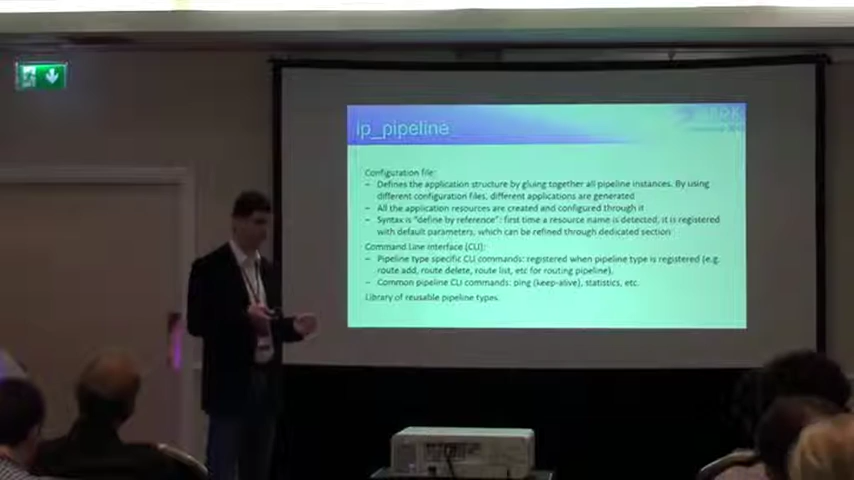 ip_pipeline
Configuration file:
– Defines the application structure by gluing together all pipeline instances. By using
different configuration files, different applications are generated
– All the application resources are created and configured through it
– Syntax is "define by reference": first time a resource name is detected, it is registered
with default parameters, which can be refined through dedicated section
Command Line interface (CLI):
– Pipeline type specific CLI commands: registered when pipeline type is registered (e.g.
route add, route delete, route list, etc for routing pipeline).
– Common pipeline CLI commands: ping (keep-alive), statistics, etc.
Library of reusable pipeline types.